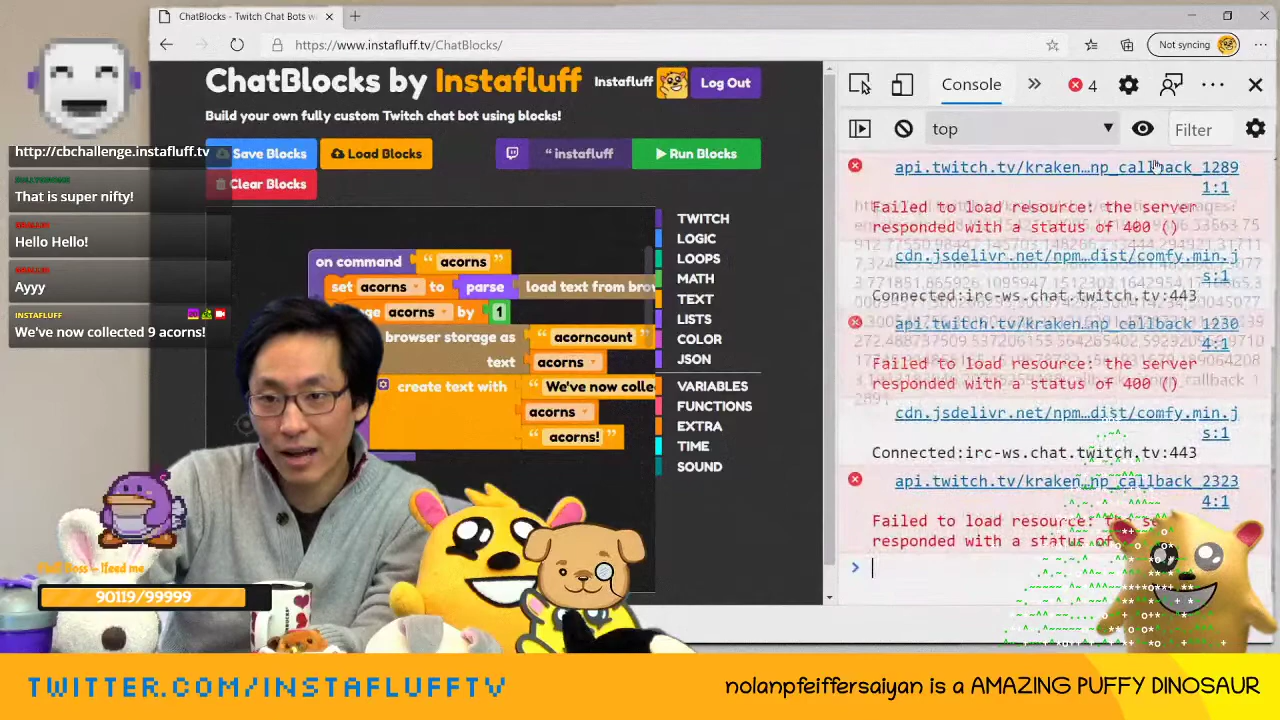 ChatBlocks - Twitch Chat Bots w
https://www.instafluff.tv/ChatBlocks/
Not syncing
ChatBlocks by Instafluff
Instafluff
Log Out
Build your own fully custom Twitch chat bot using blocks!
Save Blocks
Load Blocks
“ instafluff
Run Blocks
Clear Blocks
http://cbchallenge.instafluff.tv
That is super nifty!
Hello Hello!
Ayyy
INSTAFLUFF
We've now collected 9 acorns!
on command “ acorns ”
set acorns to parse load text from brow
acorns by 1
browser storage as “ acorncount ”
text acorns
create text with “ We've now colle
acorns
“ acorns! ”
TWITCH
LOGIC
LOOPS
MATH
TEXT
LISTS
COLOR
JSON
VARIABLES
FUNCTIONS
EXTRA
TIME
SOUND
Console
4
top
Filter
api.twitch.tv/kraken…np_callback_1289
1:1
Failed to load resource: the server
responded with a status of 400 ()
cdn.jsdelivr.net/npm…dist/comfy.min.j
s:1
Connected:irc-ws.chat.twitch.tv:443
api.twitch.tv/kraken…np_callback_1230
4:1
Failed to load resource: the server
responded with a status of 400 ()
cdn.jsdelivr.net/npm…dist/comfy.min.j
s:1
Connected:irc-ws.chat.twitch.tv:443
api.twitch.tv/kraken…np_callback_2323
4:1
Failed to load resource: the se
responded with a status of
90119/99999
TWITTER.COM/INSTAFLUFFTV
nolanpfeiffersaiyan is a AMAZING PUFFY DINOSAUR